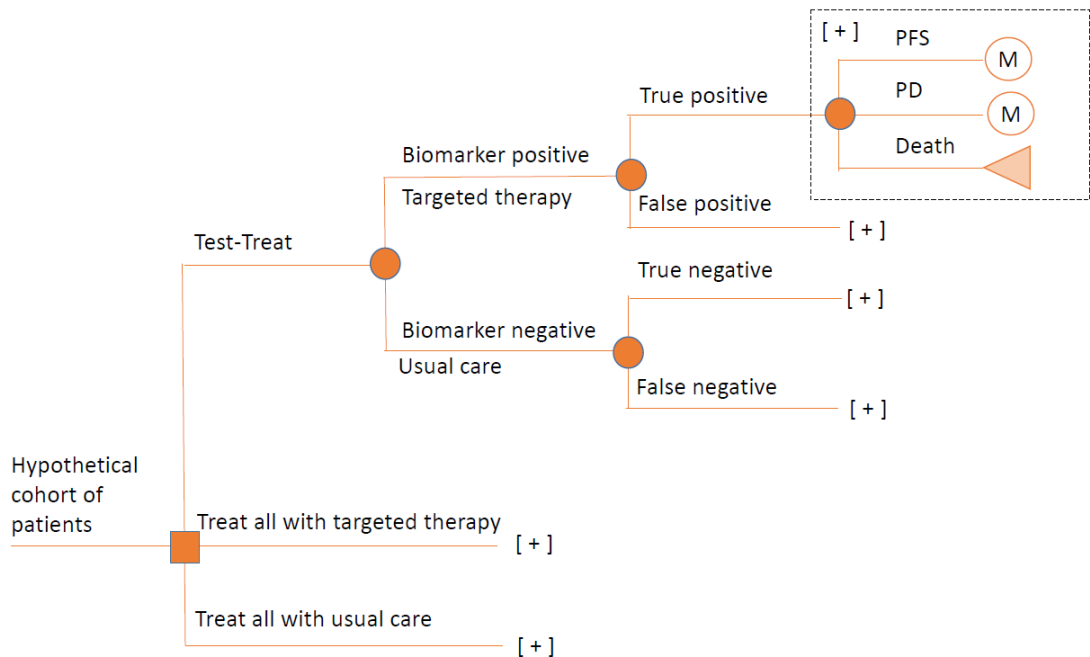 [ + ]
PFS
M
True positive
PD
M
Death
Biomarker positive
Targeted therapy
False positive
[ + ]
Test-Treat
True negative
[ + ]
Biomarker negative
Usual care
False negative
[ + ]
Hypothetical
cohort of
patients
Treat all with targeted therapy
[ + ]
Treat all with usual care
[ + ]